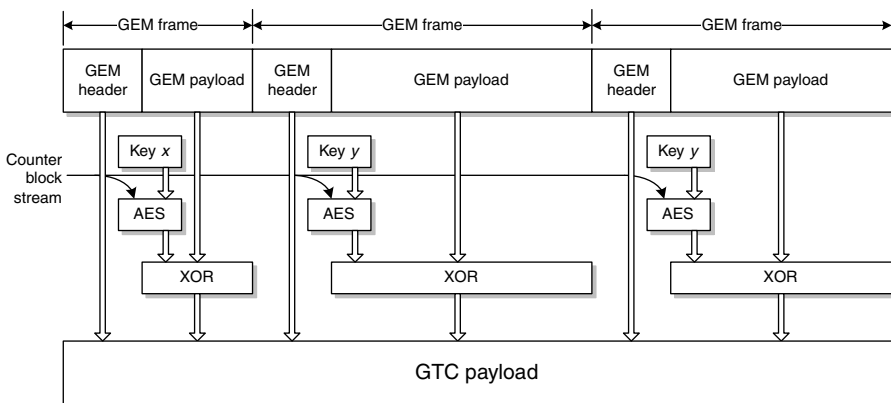 GEM frame GEM frame GEM frame
GEM header GEM payload GEM header GEM payload GEM header GEM payload
Key x Key y Key y
Counter
block
stream
AES AES AES
XOR XOR XOR
GTC payload